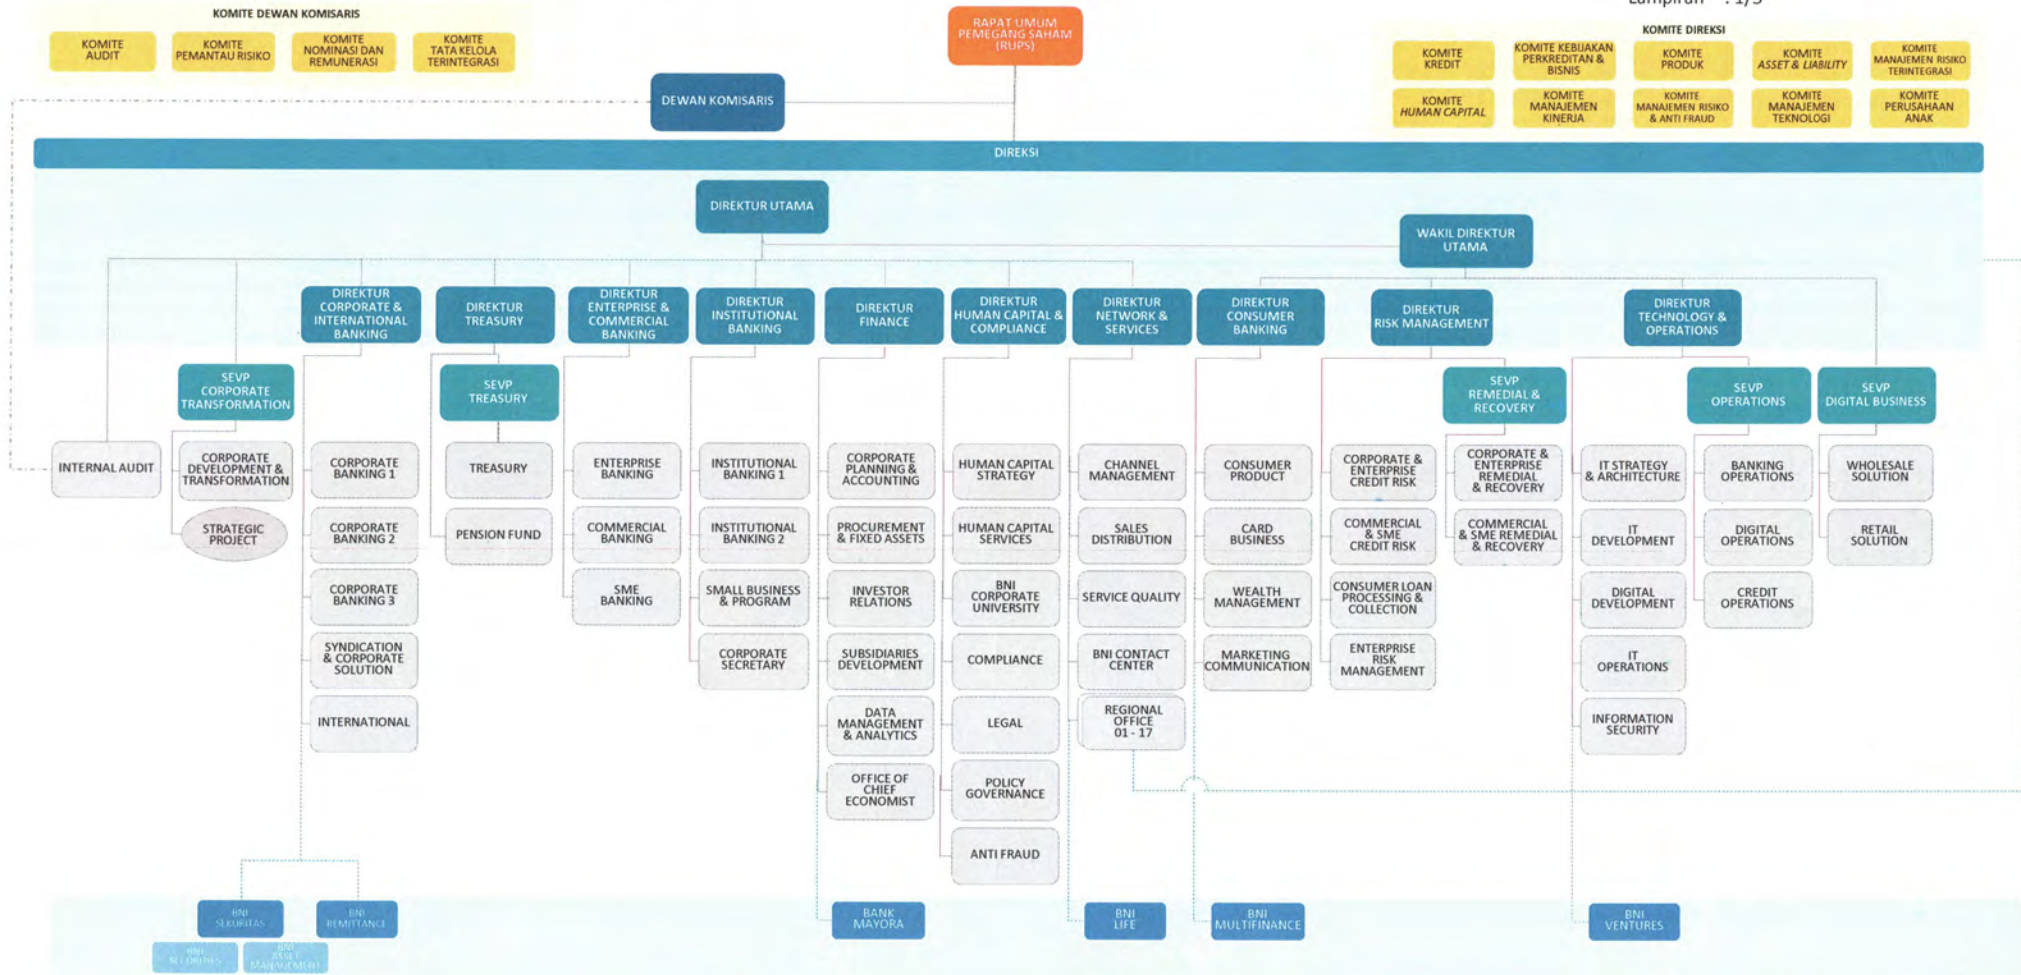 Lampiran : 1/3
KOMITE DEWAN KOMISARIS
KOMITE
AUDIT
KOMITE
PEMANTAU RISIKO
KOMITE
NOMINASI DAN
REMUNERASI
KOMITE
TATA KELOLA
TERINTEGRASI
RAPAT UMUM
PEMEGANG SAHAM
(RUPS)
KOMITE DIREKSI
KOMITE
KREDIT
KOMITE KEBIJAKAN
PERKREDITAN &
BISNIS
KOMITE
PRODUK
KOMITE
ASSET & LIABILITY
KOMITE
MANAJEMEN RISIKO
TERINTEGRASI
KOMITE
HUMAN CAPITAL
KOMITE
MANAJEMEN
KINERJA
KOMITE
MANAJEMEN RISIKO
& ANTI FRAUD
KOMITE
MANAJEMEN
TEKNOLOGI
KOMITE
PERUSAHAAN
ANAK
DEWAN KOMISARIS
DIREKSI
DIREKTUR UTAMA
WAKIL DIREKTUR
UTAMA
DIREKTUR
CORPORATE &
INTERNATIONAL
BANKING
DIREKTUR
TREASURY
DIREKTUR
ENTERPRISE &
COMMERCIAL
BANKING
DIREKTUR
INSTITUTIONAL
BANKING
DIREKTUR
FINANCE
DIREKTUR
HUMAN CAPITAL &
COMPLIANCE
DIREKTUR
NETWORK &
SERVICES
DIREKTUR
CONSUMER
BANKING
DIREKTUR
RISK MANAGEMENT
DIREKTUR
TECHNOLOGY &
OPERATIONS
SEVP
CORPORATE
TRANSFORMATION
SEVP
TREASURY
SEVP
REMEDIAL &
RECOVERY
SEVP
OPERATIONS
SEVP
DIGITAL BUSINESS
INTERNAL AUDIT
CORPORATE
DEVELOPMENT &
TRANSFORMATION
STRATEGIC
PROJECT
CORPORATE
BANKING 1
CORPORATE
BANKING 2
CORPORATE
BANKING 3
SYNDICATION
& CORPORATE
SOLUTION
INTERNATIONAL
TREASURY
PENSION FUND
ENTERPRISE
BANKING
COMMERCIAL
BANKING
SME
BANKING
INSTITUTIONAL
BANKING 1
INSTITUTIONAL
BANKING 2
SMALL BUSINESS
& PROGRAM
CORPORATE
SECRETARY
CORPORATE
PLANNING &
ACCOUNTING
PROCUREMENT
& FIXED ASSETS
INVESTOR
RELATIONS
SUBSIDIARIES
DEVELOPMENT
DATA
MANAGEMENT
& ANALYTICS
OFFICE OF
CHIEF
ECONOMIST
HUMAN CAPITAL
STRATEGY
HUMAN CAPITAL
SERVICES
BNI
CORPORATE
UNIVERSITY
COMPLIANCE
LEGAL
POLICY
GOVERNANCE
ANTI FRAUD
CHANNEL
MANAGEMENT
SALES
DISTRIBUTION
SERVICE QUALITY
BNI CONTACT
CENTER
REGIONAL
OFFICE
01 - 17
CONSUMER
PRODUCT
CARD
BUSINESS
WEALTH
MANAGEMENT
MARKETING
COMMUNICATION
CORPORATE &
ENTERPRISE
CREDIT RISK
COMMERCIAL
& SME
CREDIT RISK
CONSUMER LOAN
PROCESSING &
COLLECTION
ENTERPRISE
RISK
MANAGEMENT
CORPORATE &
ENTERPRISE
REMEDIAL
& RECOVERY
COMMERCIAL
& SME REMEDIAL
& RECOVERY
IT STRATEGY
& ARCHITECTURE
IT
DEVELOPMENT
DIGITAL
DEVELOPMENT
IT
OPERATIONS
INFORMATION
SECURITY
BANKING
OPERATIONS
DIGITAL
OPERATIONS
CREDIT
OPERATIONS
WHOLESALE
SOLUTION
RETAIL
SOLUTION
BNI
SEKURITAS
BNI
REMITTANCE
BNI
SECURITIES
BNI
ASSET
MANAGEMENT
BANK
MAYORA
BNI
LIFE
BNI
MULTIFINANCE
BNI
VENTURES